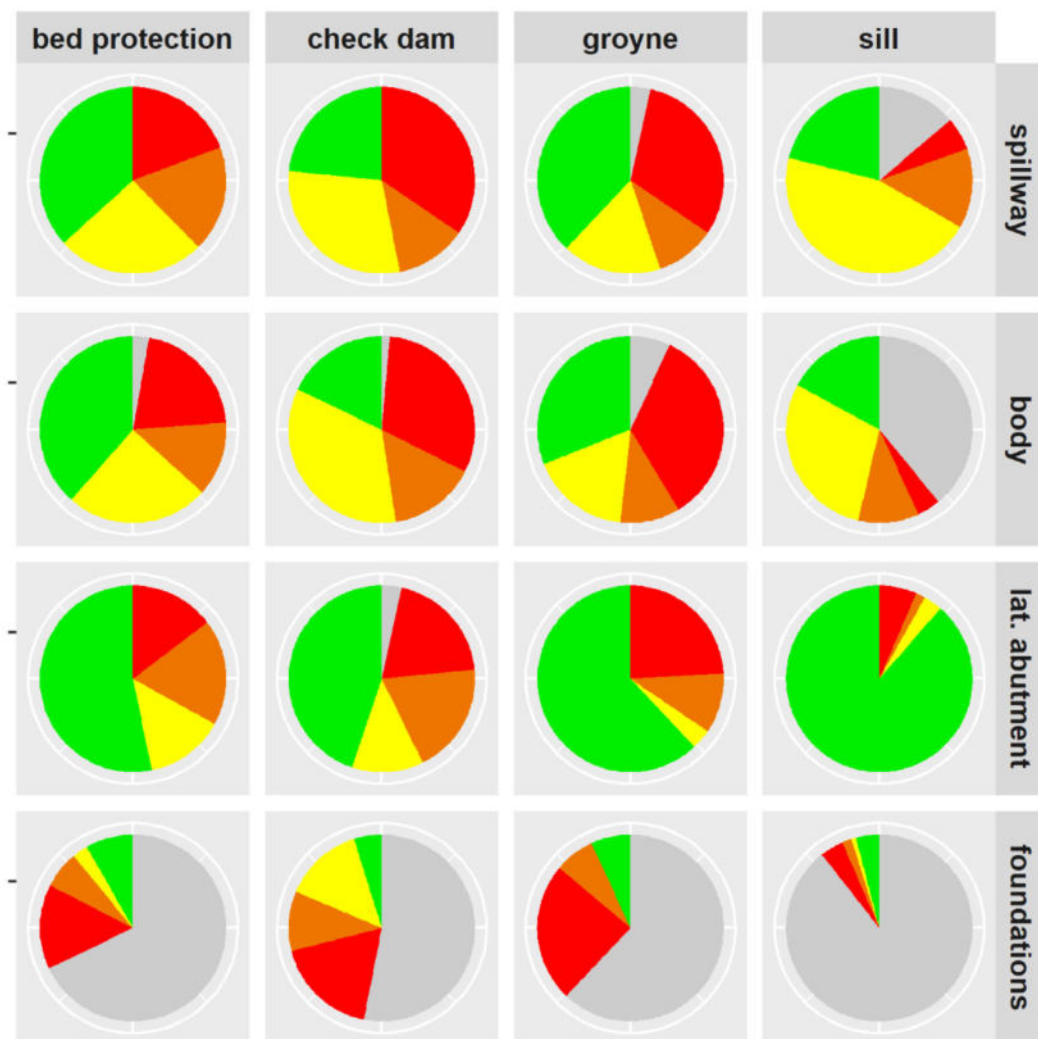 bed protection
check dam
groyne
sill
spillway
body
lat. abutment
foundations